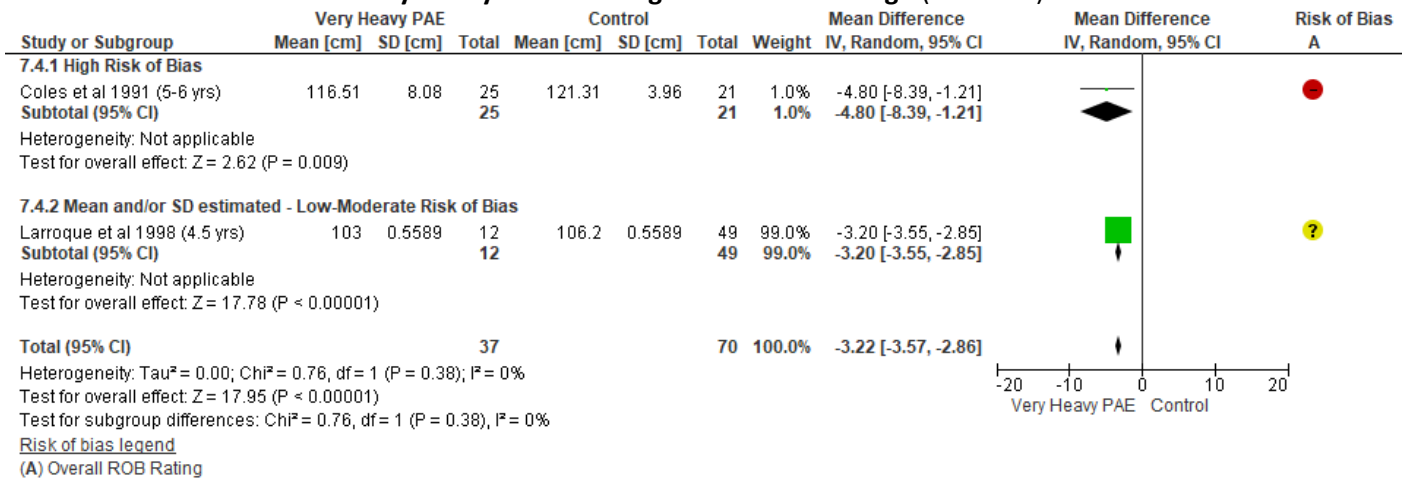 Very Heavy PAE Control Mean Difference Mean Difference Risk of Bias
Study or Subgroup Mean [cm] SD [cm] Total Mean [cm] SD [cm] Total Weight IV, Random, 95% CI IV, Random, 95% CI A
7.4.1 High Risk of Bias
Coles et al 1991 (5-6 yrs) 116.51 8.08 25 121.31 3.96 21 1.0% -4.80 [-8.39, -1.21]
Subtotal (95% CI) 25 21 1.0% -4.80 [-8.39, -1.21]
Heterogeneity: Not applicable
Test for overall effect: Z = 2.62 (P = 0.009)
7.4.2 Mean and/or SD estimated - Low-Moderate Risk of Bias
Larroque et al 1998 (4.5 yrs) 103 0.5589 12 106.2 0.5589 49 99.0% -3.20 [-3.55, -2.85] ?
Subtotal (95% CI) 12 49 99.0% -3.20 [-3.55, -2.85]
Heterogeneity: Not applicable
Test for overall effect: Z = 17.78 (P < 0.00001)
Total (95% CI) 37 70 100.0% -3.22 [-3.57, -2.86]
Heterogeneity: Tau² = 0.00; Chi² = 0.76, df = 1 (P = 0.38); I² = 0%
Test for overall effect: Z = 17.95 (P < 0.00001)
Test for subgroup differences: Chi² = 0.76, df = 1 (P = 0.38), I² = 0%
-20 -10 0 10 20
Very Heavy PAE Control
Risk of bias legend
(A) Overall ROB Rating